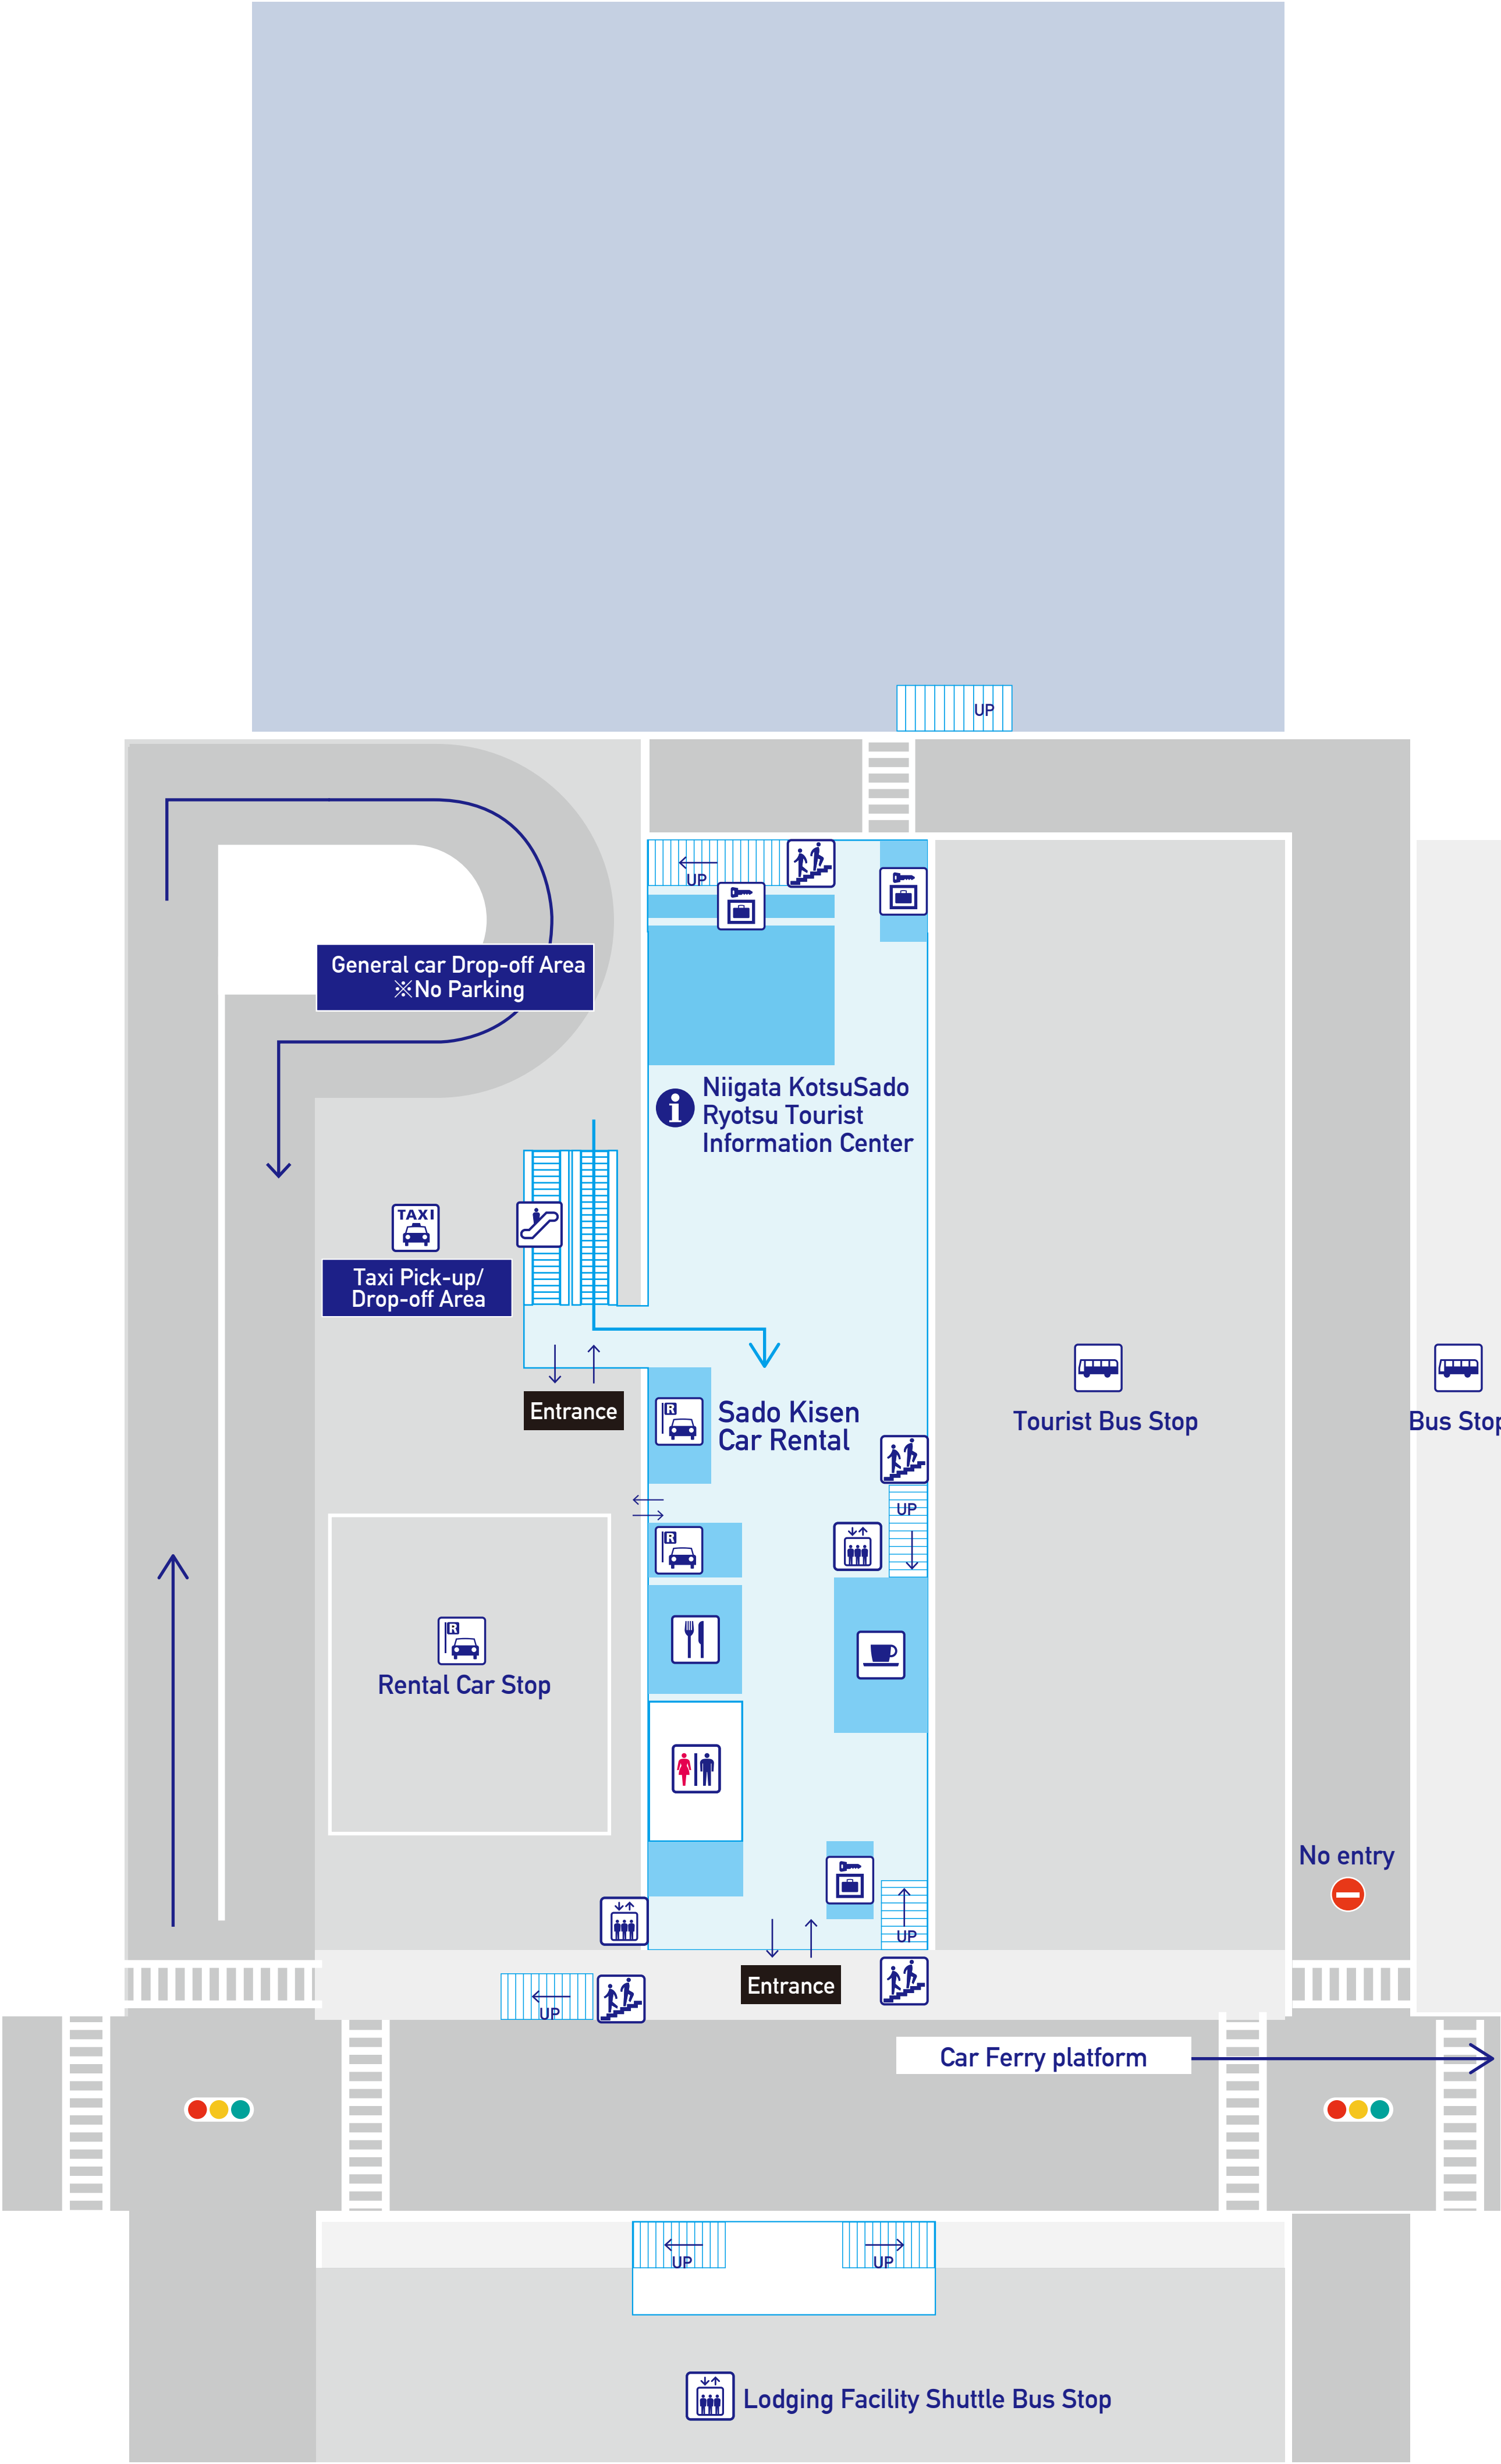 UP
UP
General car Drop-off Area
※No Parking
Niigata KotsuSado
Ryotsu Tourist
Information Center
TAXI
Taxi Pick-up/
Drop-off Area
Entrance
R
Sado Kisen
Car Rental
Tourist Bus Stop
Bus Stop
UP
R
R
Rental Car Stop
No entry
UP
Entrance
UP
Car Ferry platform
UP
UP
Lodging Facility Shuttle Bus Stop